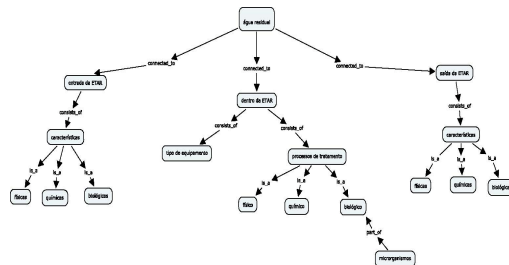 água residual
connected_to
connected_to
connected_to
entrada da ETAR
dentro da ETAR
saída da ETAR
consists_of
consists_of
consists_of
consists_of
características
tipo de equipamento
processos de tratamento
características
is_a
is_a
is_a
is_a
is_a
is_a
is_a
is_a
is_a
físicas
químicas
biológicas
físico
químico
biológico
físicas
químicas
biológicas
part_of
microrganismos